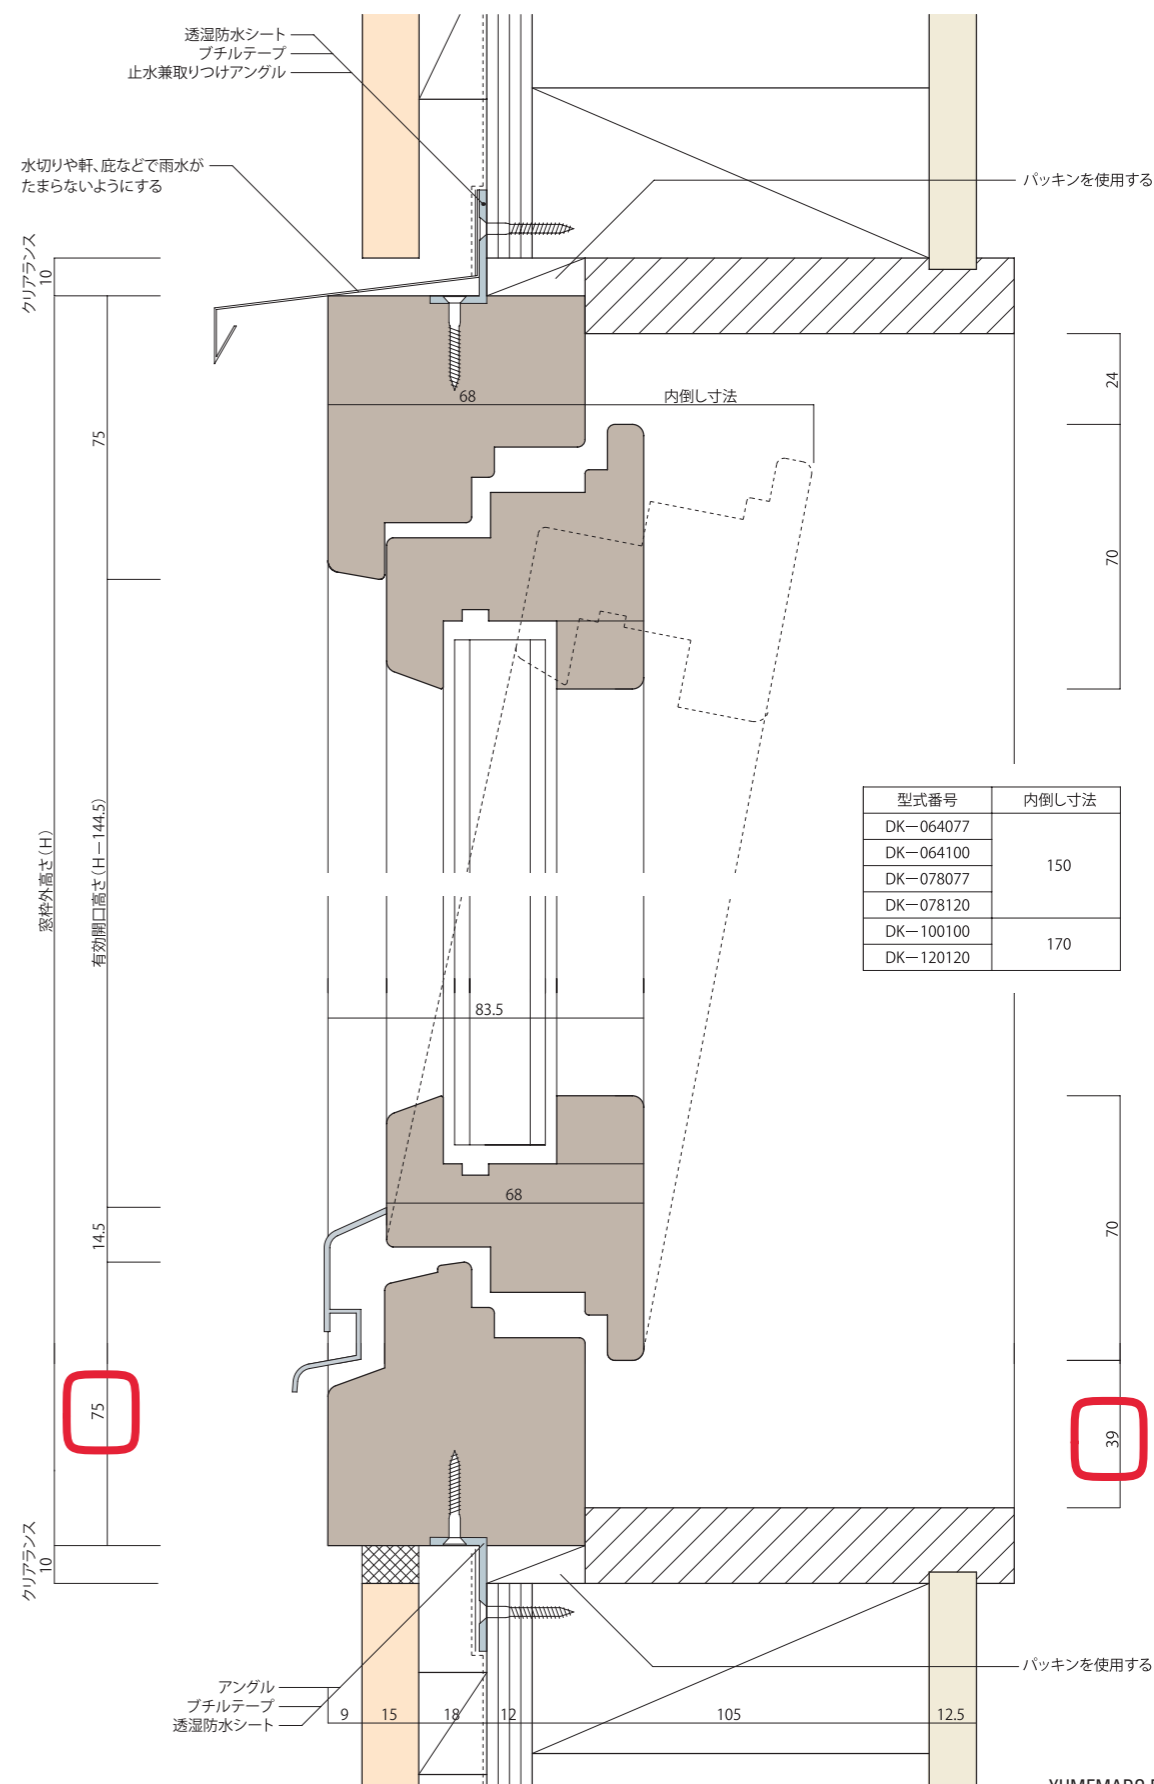 透湿防水シート
ブチルテープ
止水兼取りつけアングル
水切りや軒、庇などで雨水が
たまらないようにする
パッキンを使用する
クリアランス
10
75
68
内倒し寸法
24
70
窓枠外高さ（H）
有効開口高さ（H－144.5）
型式番号 内倒し寸法
DK－064077
DK－064100
DK－078077
DK－078120
150
DK－100100
DK－120120
170
83.5
68
14.5
70
75
39
クリアランス
10
アングル
ブチルテープ
透湿防水シート
パッキンを使用する
9 15 18 12 105 12.5